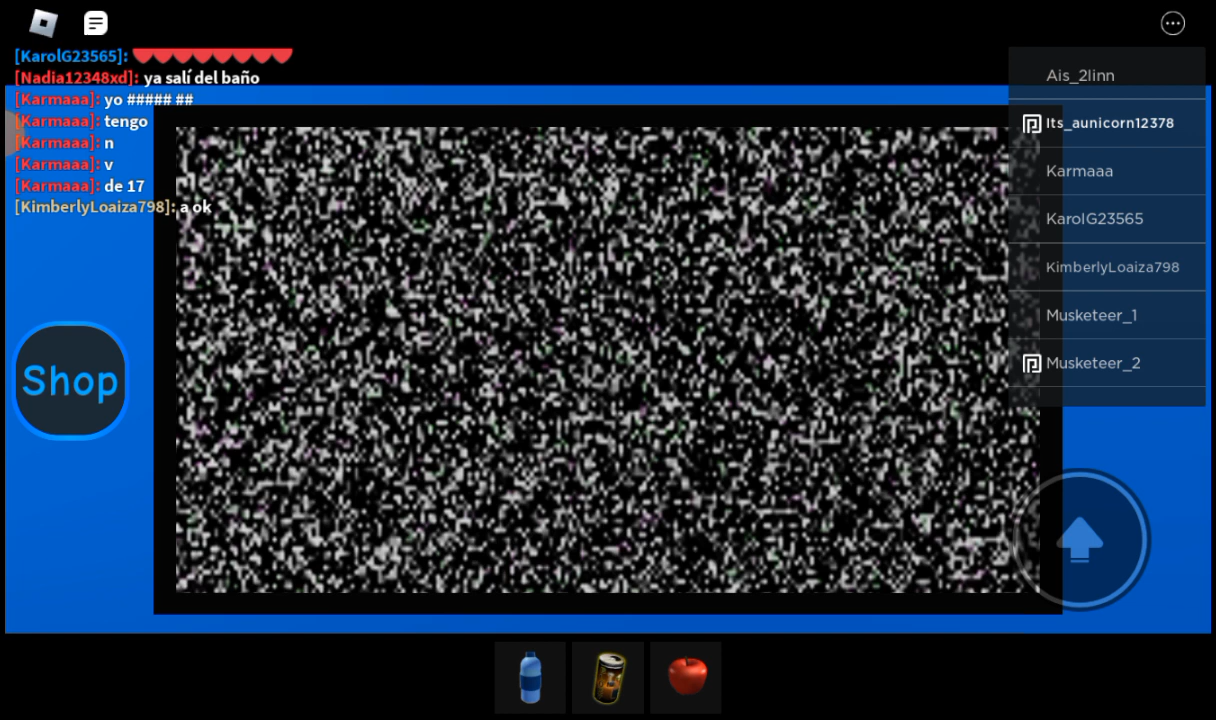 [KarolG23565]:
[Nadia12348xd]: ya salí del baño
[Karmaaa]: yo ##### ##
[Karmaaa]: tengo
[Karmaaa]: n
[Karmaaa]: v
[Karmaaa]: de 17
[KimberlyLoaiza798]: a ok
Shop
Ais_2linn
Its_aunicorn12378
Karmaaa
KarolG23565
KimberlyLoaiza798
Musketeer_1
Musketeer_2